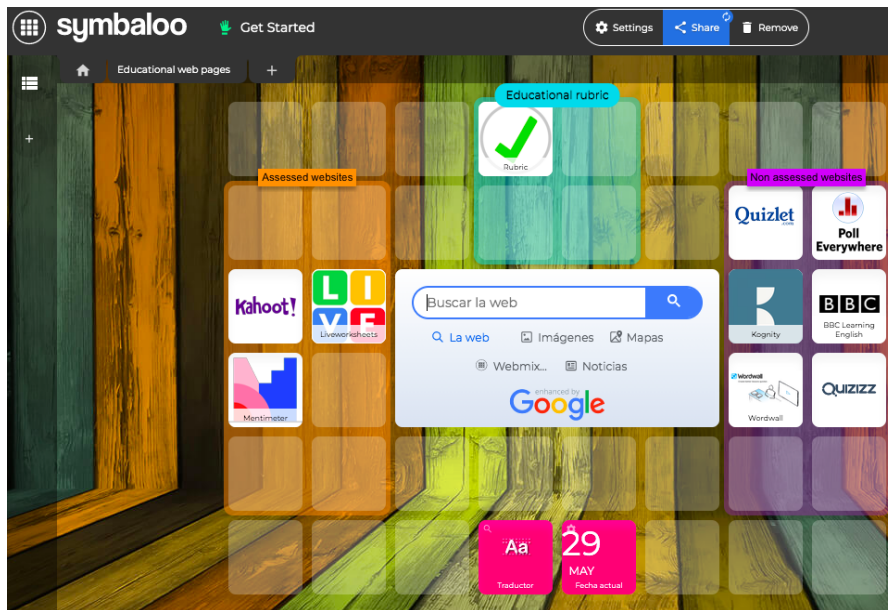 symbaloo
Get Started
Settings
Share
Remove
Educational web pages
+
+
Educational rubric
Rubric
Assessed websites
Non assessed websites
Quizlet
Poll
Everywhere
Kahoot!
LIVE
Liveworksheets
Buscar la web
La web
Imágenes
Mapas
Webmix...
Noticias
enhanced by
Google
K
Kognity
BBC
BBC Learning
English
Mentimeter
Wordwall
Wordwall
QUIZIZZ
Aa
Traductor
29
MAY
Fecha actual